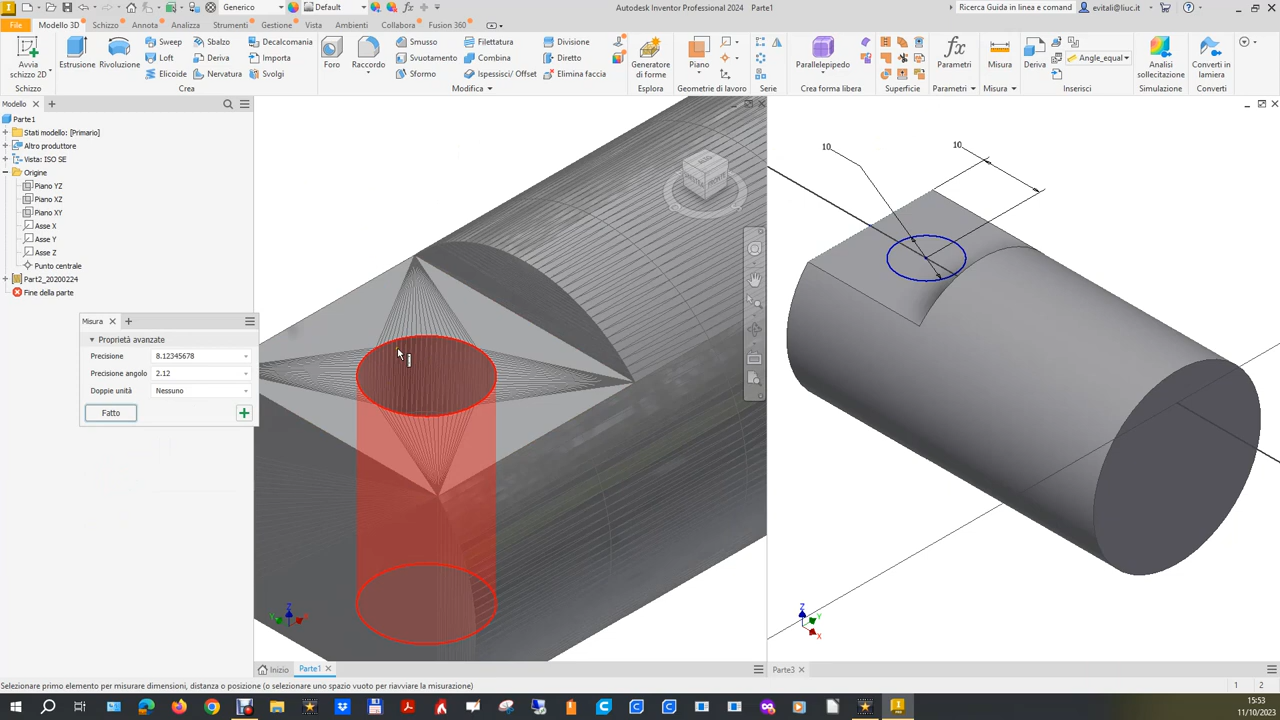 Generico
Default
Autodesk Inventor Professional 2024   Parte1
Ricerca Guida in linea e comand
evitali@liuc.it
File
Modello 3D
Schizzo
Annota
Analizza
Strumenti
Gestione
Vista
Ambienti
Collabora
Fusion 360
Avvia
schizzo 2D
Estrusione
Rivoluzione
Sweep
Loft
Elicoide
Sbalzo
Deriva
Nervatura
Decalcomania
Importa
Svolgi
Crea
Foro
Raccordo
Smusso
Svuotamento
Sformo
Filettatura
Combina
Ispessisci/ Offset
Divisione
Diretto
Elimina faccia
Modifica
Generatore
di forme
Esplora
Piano
Geometrie di lavoro
Serie
Parallelepipedo
Crea forma libera
Superficie
fx
Parametri
Parametri
Misura
Misura
Deriva
Angle_equal
Inserisci
Analisi
sollecitazione
Simulazione
Converti
in lamiera
Converti
Modello
Parte1
Stati modello: [Primario]
Altro produttore
Vista: ISO SE
Origine
Piano YZ
Piano XZ
Piano XY
Asse X
Asse Y
Asse Z
Punto centrale
Part2_20200224
Fine della parte
Misura
Proprietà avanzate
Precisione 8.12345678
Precisione angolo 2.12
Doppie unità Nessuno
Fatto
10
10
Z
Y
X
Z
Y
X
Inizio
Parte1
Parte3
Selezionare primo elemento per misurare dimensioni, distanza o posizione (o selezionare uno spazio vuoto per riavviare la misurazione)
1
2
15:53
11/10/2023